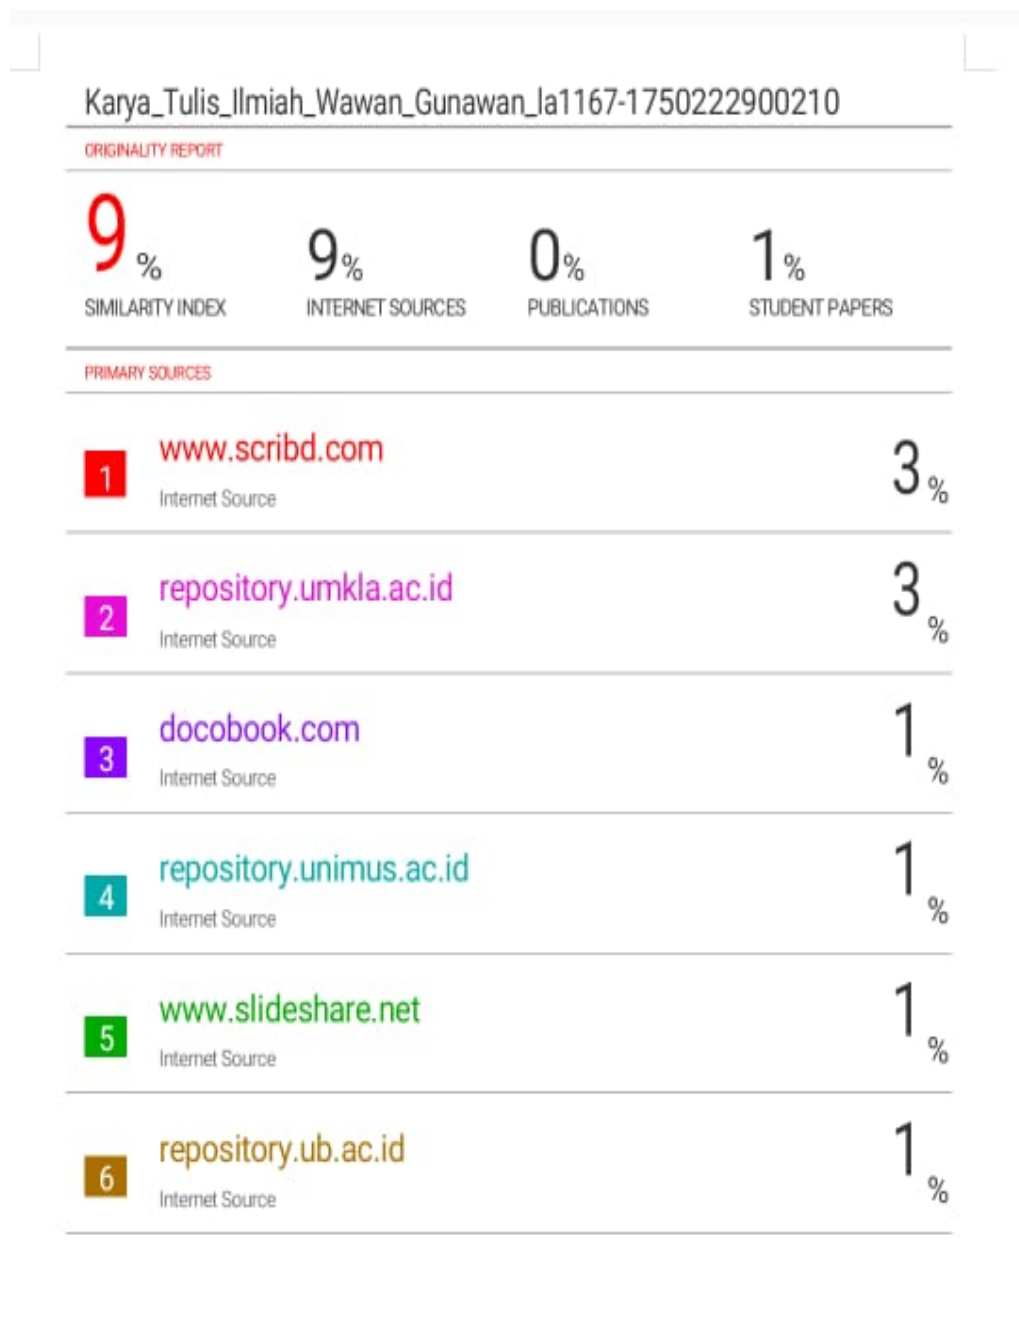 Karya_Tulis_Ilmiah_Wawan_Gunawan_la1167-1750222900210
ORIGINALITY REPORT
9% 9% 0% 1%
SIMILARITY INDEX INTERNET SOURCES PUBLICATIONS STUDENT PAPERS
PRIMARY SOURCES
1 www.scribd.com 3%
Internet Source
2 repository.umkla.ac.id 3%
Internet Source
3 docobook.com 1%
Internet Source
4 repository.unimus.ac.id 1%
Internet Source
5 www.slideshare.net 1%
Internet Source
6 repository.ub.ac.id 1%
Internet Source